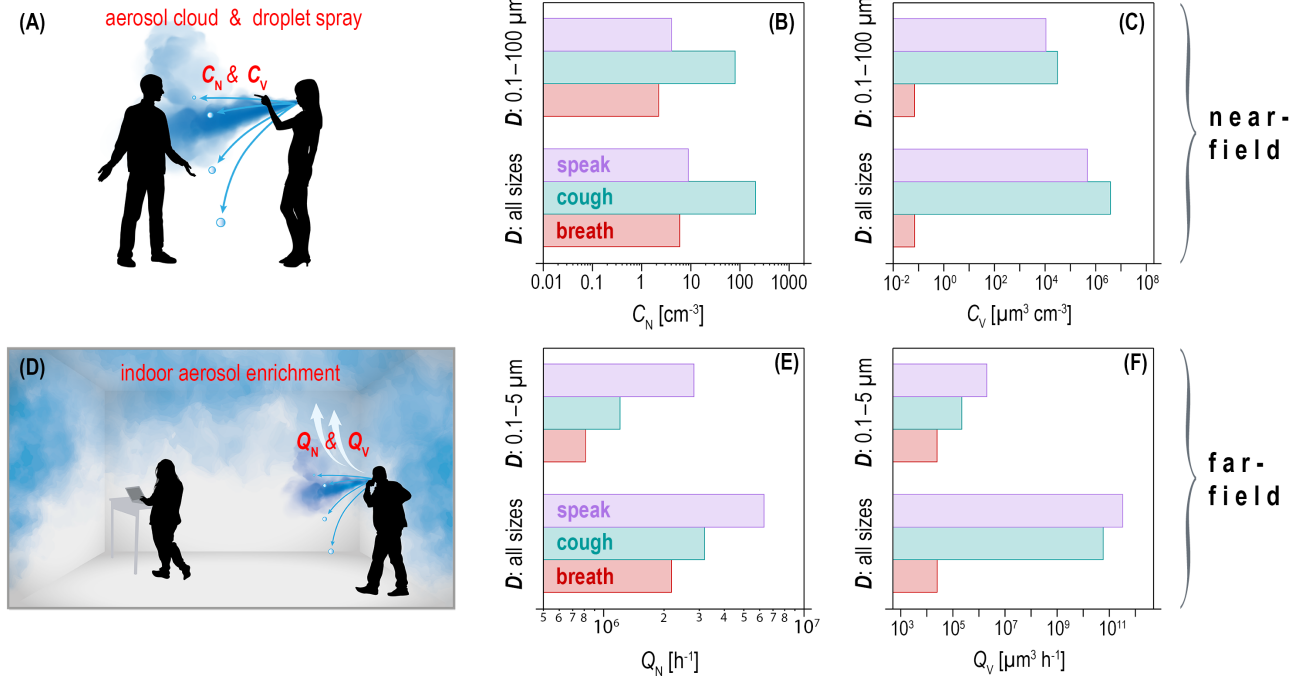 (A)
aerosol cloud & droplet spray
C_N & C_V
(B)
D: 0.1–100 µm
D: all sizes
speak
cough
breath
0.01 0.1 1 10 100 1000
C_N [cm⁻³]
(C)
D: 0.1–100 µm
D: all sizes
10⁻² 10⁰ 10² 10⁴ 10⁶ 10⁸
C_V [µm³ cm⁻³]
near-
field
(D)
indoor aerosol enrichment
Q_N & Q_V
(E)
D: 0.1–5 µm
D: all sizes
speak
cough
breath
5 6 7 8 10⁶ 2 3 4 5 6 7 8 10⁷
Q_N [h⁻¹]
(F)
D: 0.1–5 µm
D: all sizes
10³ 10⁵ 10⁷ 10⁹ 10¹¹
Q_V [µm³ h⁻¹]
far-
field